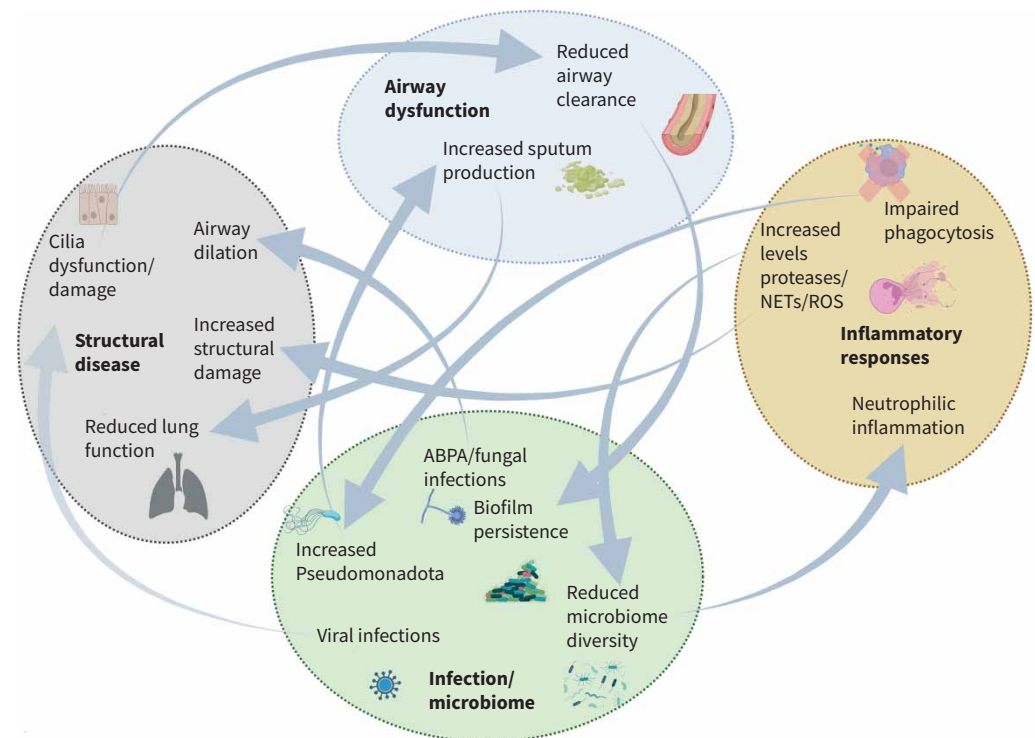 Airway
dysfunction
Reduced
airway
clearance
Increased sputum
production
Cilia
dysfunction/
damage
Airway
dilation
Structural
disease
Increased
structural
damage
Reduced lung
function
Impaired
phagocytosis
Increased
levels
proteases/
NETs/ROS
Inflammatory
responses
Neutrophilic
inflammation
ABPA/fungal
infections
Biofilm
persistence
Increased
Pseudomonadota
Reduced
microbiome
diversity
Viral infections
Infection/
microbiome